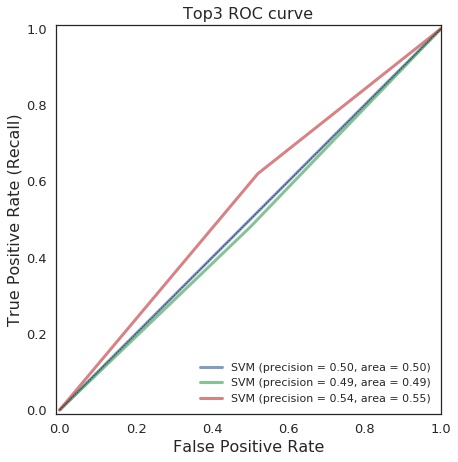 Top3 ROC curve
True Positive Rate (Recall)
1.0
0.8
0.6
0.4
0.2
0.0
SVM (precision = 0.50, area = 0.50)
SVM (precision = 0.49, area = 0.49)
SVM (precision = 0.54, area = 0.55)
0.0 0.2 0.4 0.6 0.8 1.0
False Positive Rate